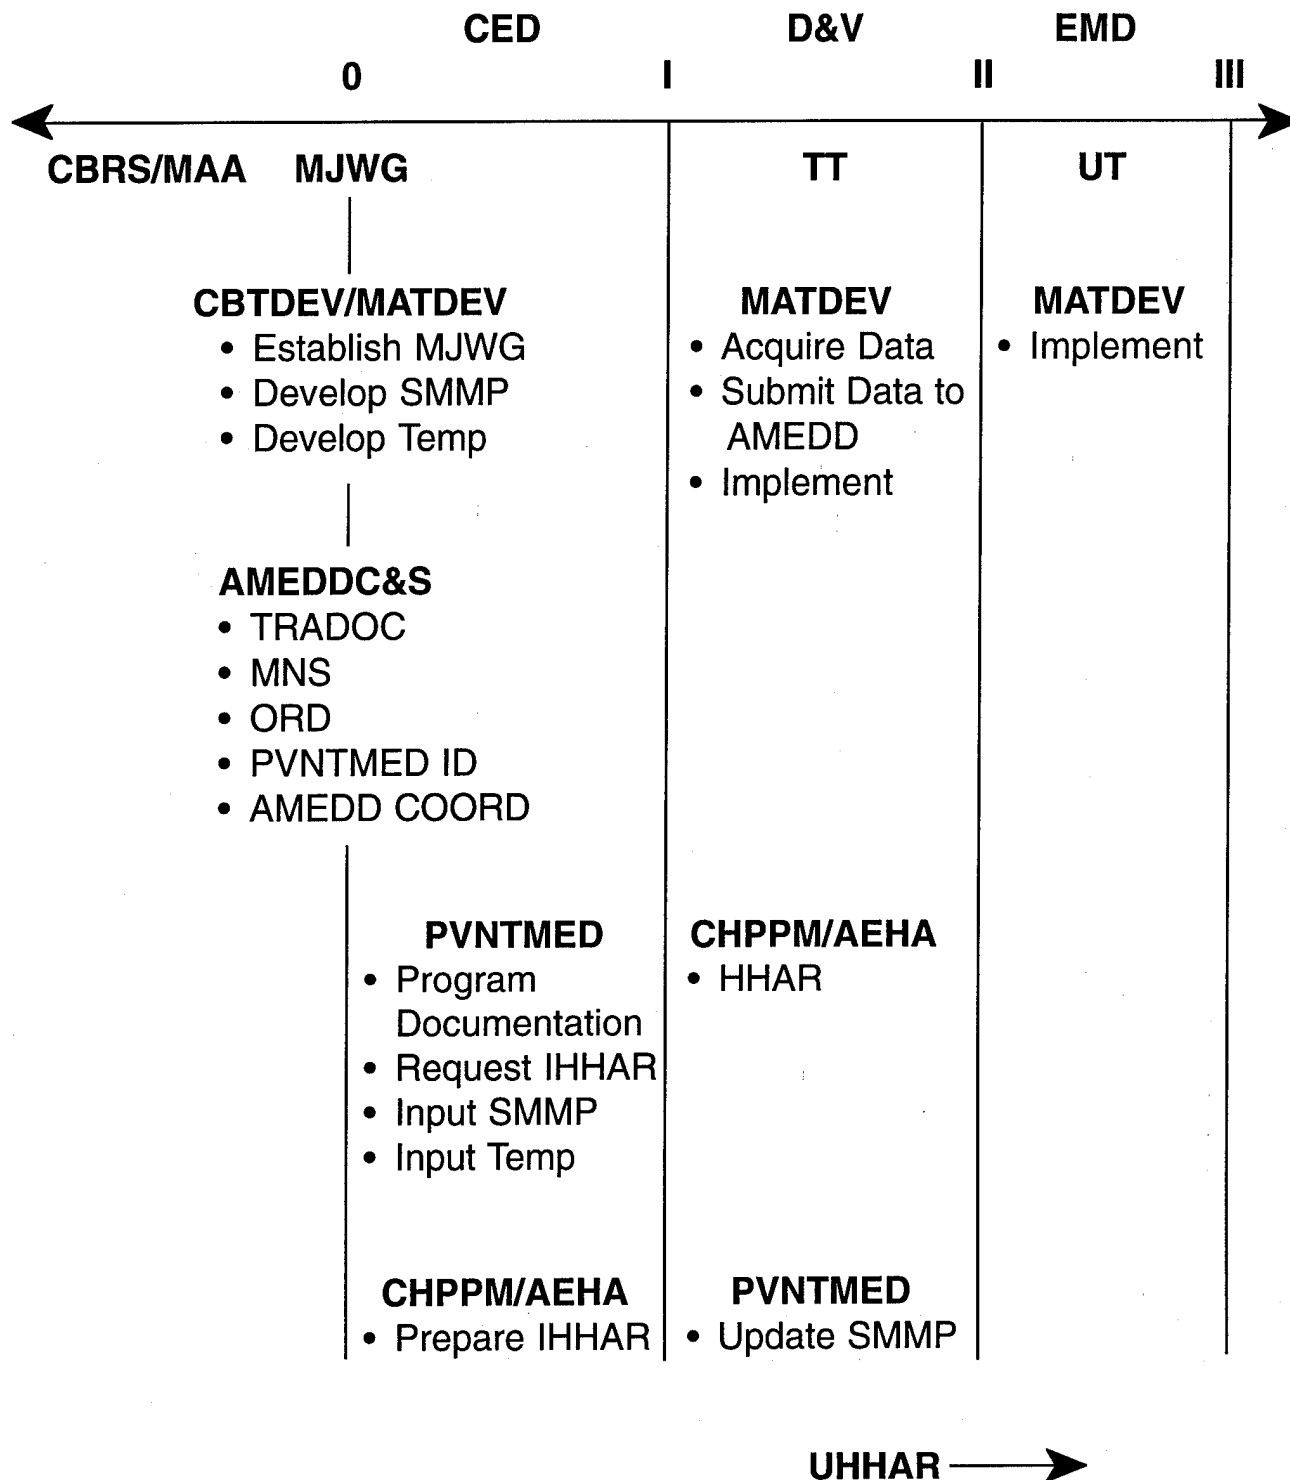 CED D&V EMD
0 I II III
CBRS/MAA MJWG TT UT
CBTDEV/MATDEV
• Establish MJWG
• Develop SMMP
• Develop Temp
MATDEV
• Acquire Data
• Submit Data to
AMEDD
• Implement
MATDEV
• Implement
AMEDDC&S
• TRADOC
• MNS
• ORD
• PVNTMED ID
• AMEDD COORD
PVNTMED
• Program
Documentation
• Request IHHAR
• Input SMMP
• Input Temp
CHPPM/AEHA
• HHAR
CHPPM/AEHA
• Prepare IHHAR
PVNTMED
• Update SMMP
UHHAR